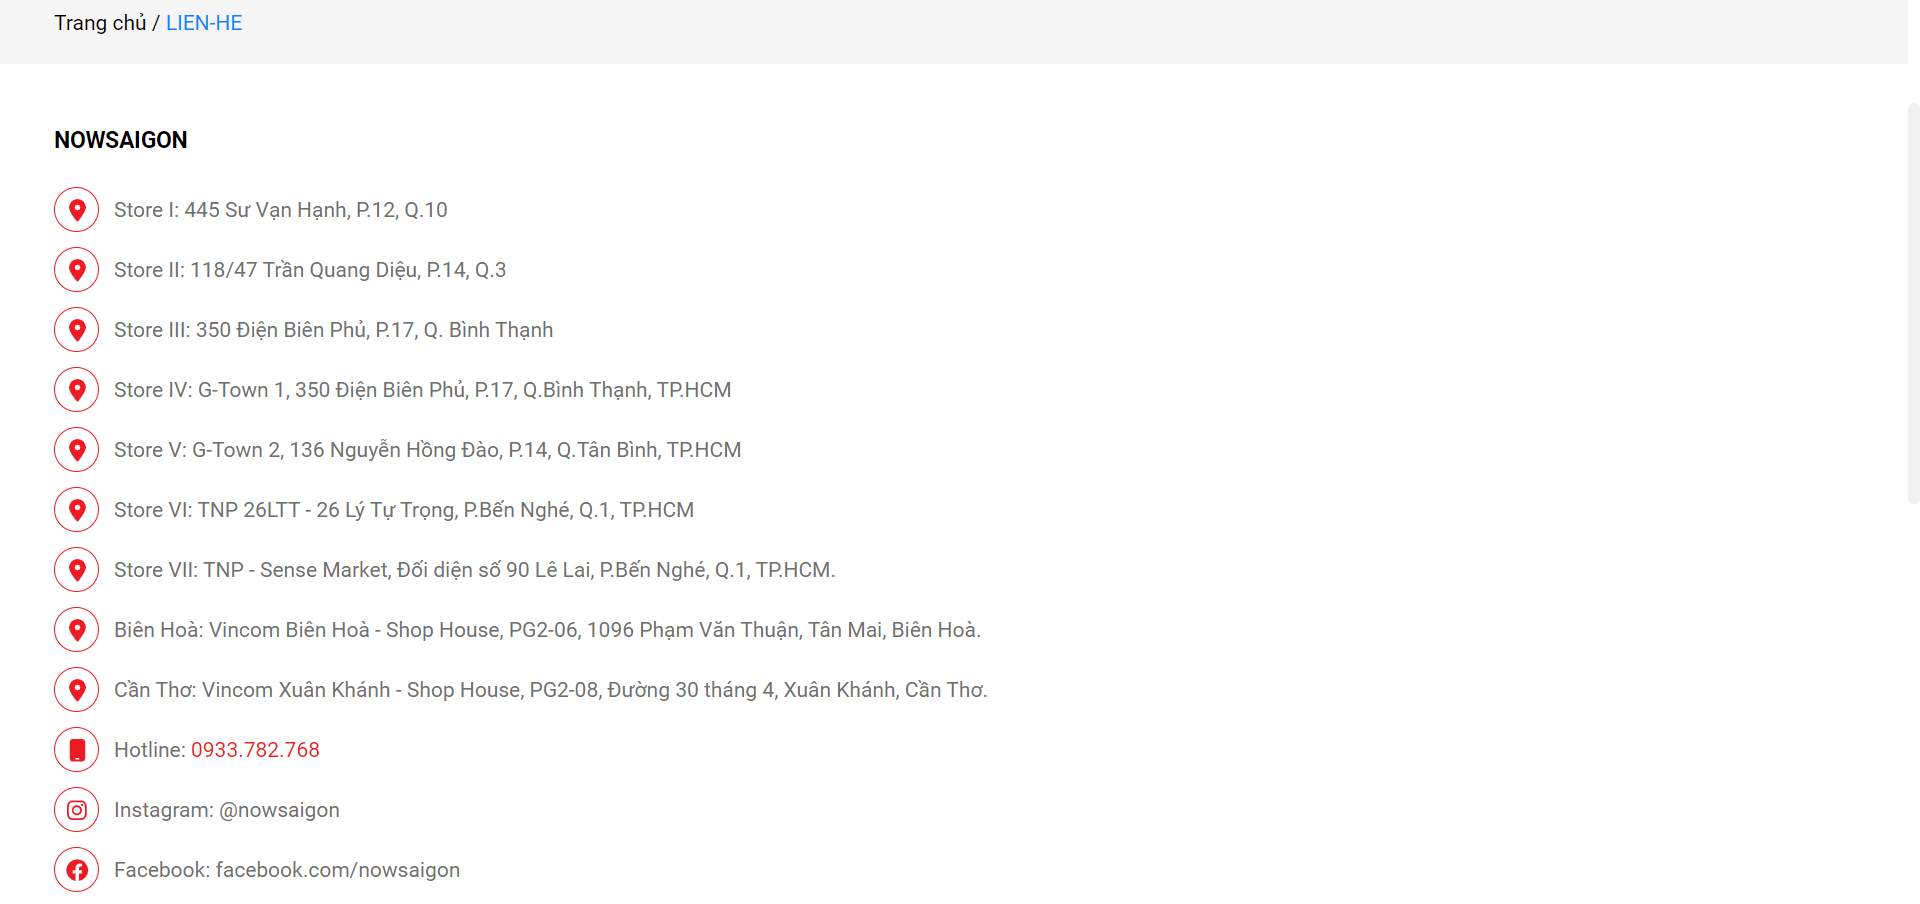 Trang chủ / LIEN-HE
NOWSAIGON
Store I: 445 Sư Vạn Hạnh, P.12, Q.10
Store II: 118/47 Trần Quang Diệu, P.14, Q.3
Store III: 350 Điện Biên Phủ, P.17, Q. Bình Thạnh
Store IV: G-Town 1, 350 Điện Biên Phủ, P.17, Q.Bình Thạnh, TP.HCM
Store V: G-Town 2, 136 Nguyễn Hồng Đào, P.14, Q.Tân Bình, TP.HCM
Store VI: TNP 26LTT - 26 Lý Tự Trọng, P.Bến Nghé, Q.1, TP.HCM
Store VII: TNP - Sense Market, Đối diện số 90 Lê Lai, P.Bến Nghé, Q.1, TP.HCM.
Biên Hoà: Vincom Biên Hoà - Shop House, PG2-06, 1096 Phạm Văn Thuận, Tân Mai, Biên Hoà.
Cần Thơ: Vincom Xuân Khánh - Shop House, PG2-08, Đường 30 tháng 4, Xuân Khánh, Cần Thơ.
Hotline: 0933.782.768
Instagram: @nowsaigon
Facebook: facebook.com/nowsaigon